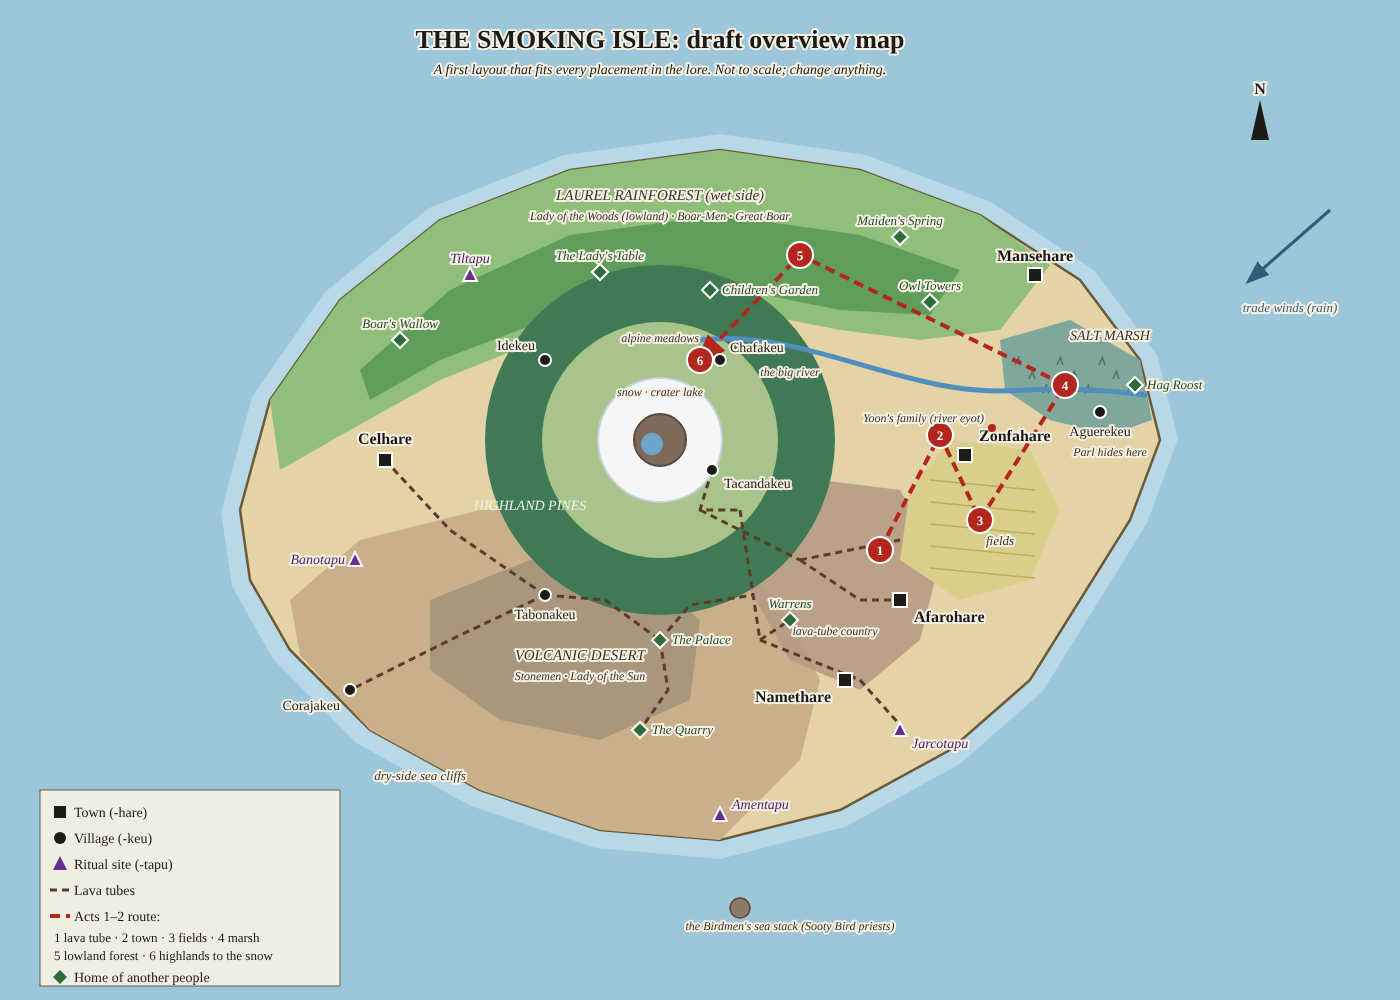 THE SMOKING ISLE: draft overview map
A first layout that fits every placement in the lore. Not to scale; change anything.
N
trade winds (rain)
LAUREL RAINFOREST (wet side)
Lady of the Woods (lowland) · Boar-Men · Great Boar
Maiden's Spring
Mansehare
Tiltapu
The Lady's Table
5
Children's Garden
Owl Towers
Boar's Wallow
Idekeu
alpine meadows
Chafakeu
6
the big river
SALT MARSH
4
Hag Roost
snow · crater lake
Yoon's family (river eyot)
2
Zonfahare
Aguerekeu
Parl hides here
Celhare
Tacandakeu
HIGHLAND PINES
3
fields
1
Banotapu
Tabonakeu
Warrens
lava-tube country
Afarohare
The Palace
VOLCANIC DESERT
Stonemen · Lady of the Sun
Corajakeu
Namethare
The Quarry
Jarcotapu
dry-side sea cliffs
Amentapu
the Birdmen's sea stack (Sooty Bird priests)
Town (-hare)
Village (-keu)
Ritual site (-tapu)
Lava tubes
Acts 1–2 route:
1 lava tube · 2 town · 3 fields · 4 marsh
5 lowland forest · 6 highlands to the snow
Home of another people